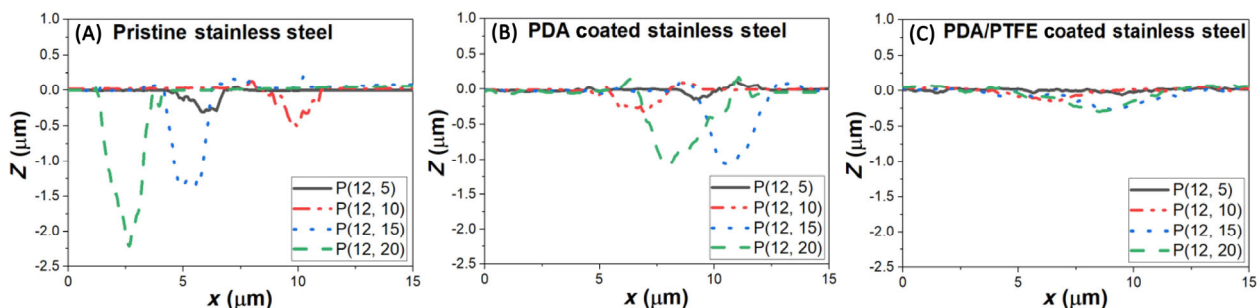 (A) Pristine stainless steel
1.0
0.5
0.0
-0.5
-1.0
-1.5
-2.0
-2.5
Z (μm)
P(12, 5)
P(12, 10)
P(12, 15)
P(12, 20)
0 5 10 15
x (μm)
(B) PDA coated stainless steel
1.0
0.5
0.0
-0.5
-1.0
-1.5
-2.0
-2.5
Z (μm)
P(12, 5)
P(12, 10)
P(12, 15)
P(12, 20)
0 5 10 15
x (μm)
(C) PDA/PTFE coated stainless steel
1.0
0.5
0.0
-0.5
-1.0
-1.5
-2.0
-2.5
Z (μm)
P(12, 5)
P(12, 10)
P(12, 15)
P(12, 20)
0 5 10 15
x (μm)